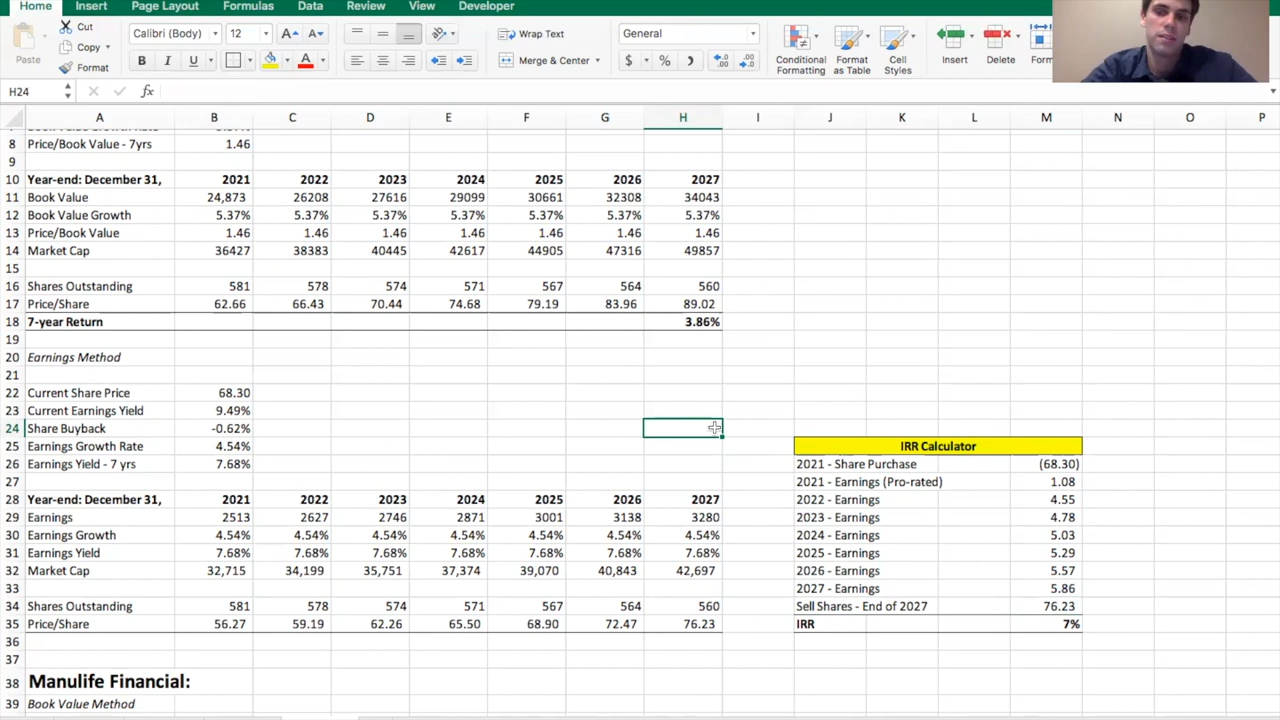 Home Insert Page Layout Formulas Data Review View Developer
Cut Calibri (Body) 12 A A Wrap Text General
Copy
Paste Format B I U A Merge & Center $ % Conditional Formatting Format as Table Cell Styles Insert Delete
H24 fx
A B C D E F G H I J K L M N O P
8 Price/Book Value - 7yrs 1.46
9
10 Year-end: December 31, 2021 2022 2023 2024 2025 2026 2027
11 Book Value 24,873 26208 27616 29099 30661 32308 34043
12 Book Value Growth 5.37% 5.37% 5.37% 5.37% 5.37% 5.37% 5.37%
13 Price/Book Value 1.46 1.46 1.46 1.46 1.46 1.46 1.46
14 Market Cap 36427 38383 40445 42617 44905 47316 49857
15
16 Shares Outstanding 581 578 574 571 567 564 560
17 Price/Share 62.66 66.43 70.44 74.68 79.19 83.96 89.02
18 7-year Return 3.86%
19
20 Earnings Method
21
22 Current Share Price 68.30
23 Current Earnings Yield 9.49%
24 Share Buyback -0.62%
25 Earnings Growth Rate 4.54% IRR Calculator
26 Earnings Yield - 7 yrs 7.68% 2021 - Share Purchase (68.30)
27 2021 - Earnings (Pro-rated) 1.08
28 Year-end: December 31, 2021 2022 2023 2024 2025 2026 2027 2022 - Earnings 4.55
29 Earnings 2513 2627 2746 2871 3001 3138 3280 2023 - Earnings 4.78
30 Earnings Growth 4.54% 4.54% 4.54% 4.54% 4.54% 4.54% 4.54% 2024 - Earnings 5.03
31 Earnings Yield 7.68% 7.68% 7.68% 7.68% 7.68% 7.68% 7.68% 2025 - Earnings 5.29
32 Market Cap 32,715 34,199 35,751 37,374 39,070 40,843 42,697 2026 - Earnings 5.57
33 2027 - Earnings 5.86
34 Shares Outstanding 581 578 574 571 567 564 560 Sell Shares - End of 2027 76.23
35 Price/Share 56.27 59.19 62.26 65.50 68.90 72.47 76.23 IRR 7%
36
37
38 Manulife Financial:
39 Book Value Method